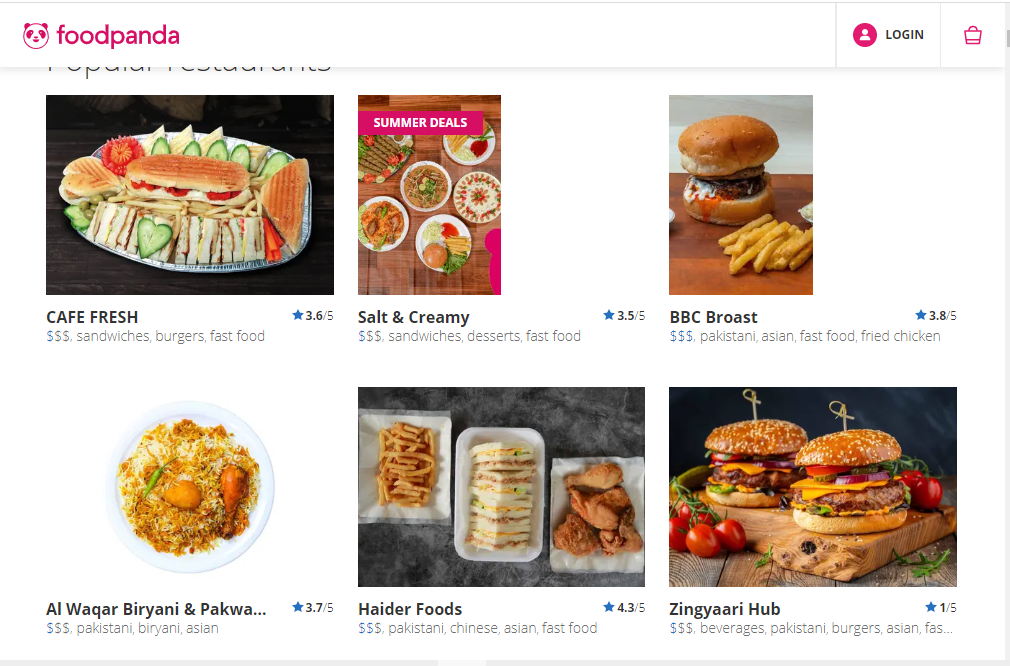 foodpanda
LOGIN
Popular restaurants
SUMMER DEALS
CAFE FRESH
3.6/5
$$$, sandwiches, burgers, fast food
Salt & Creamy
3.5/5
$$$, sandwiches, desserts, fast food
BBC Broast
3.8/5
$$$, pakistani, asian, fast food, fried chicken
Al Waqar Biryani & Pakwa...
3.7/5
$$$, pakistani, biryani, asian
Haider Foods
4.3/5
$$$, pakistani, chinese, asian, fast food
Zingyaari Hub
1/5
$$$, beverages, pakistani, burgers, asian, fas...